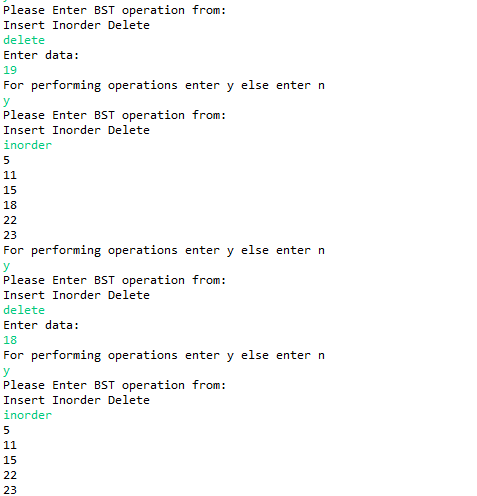 Please Enter BST operation from:
Insert Inorder Delete
delete
Enter data:
19
For performing operations enter y else enter n
y
Please Enter BST operation from:
Insert Inorder Delete
inorder
5
11
15
18
22
23
For performing operations enter y else enter n
y
Please Enter BST operation from:
Insert Inorder Delete
delete
Enter data:
18
For performing operations enter y else enter n
y
Please Enter BST operation from:
Insert Inorder Delete
inorder
5
11
15
22
23